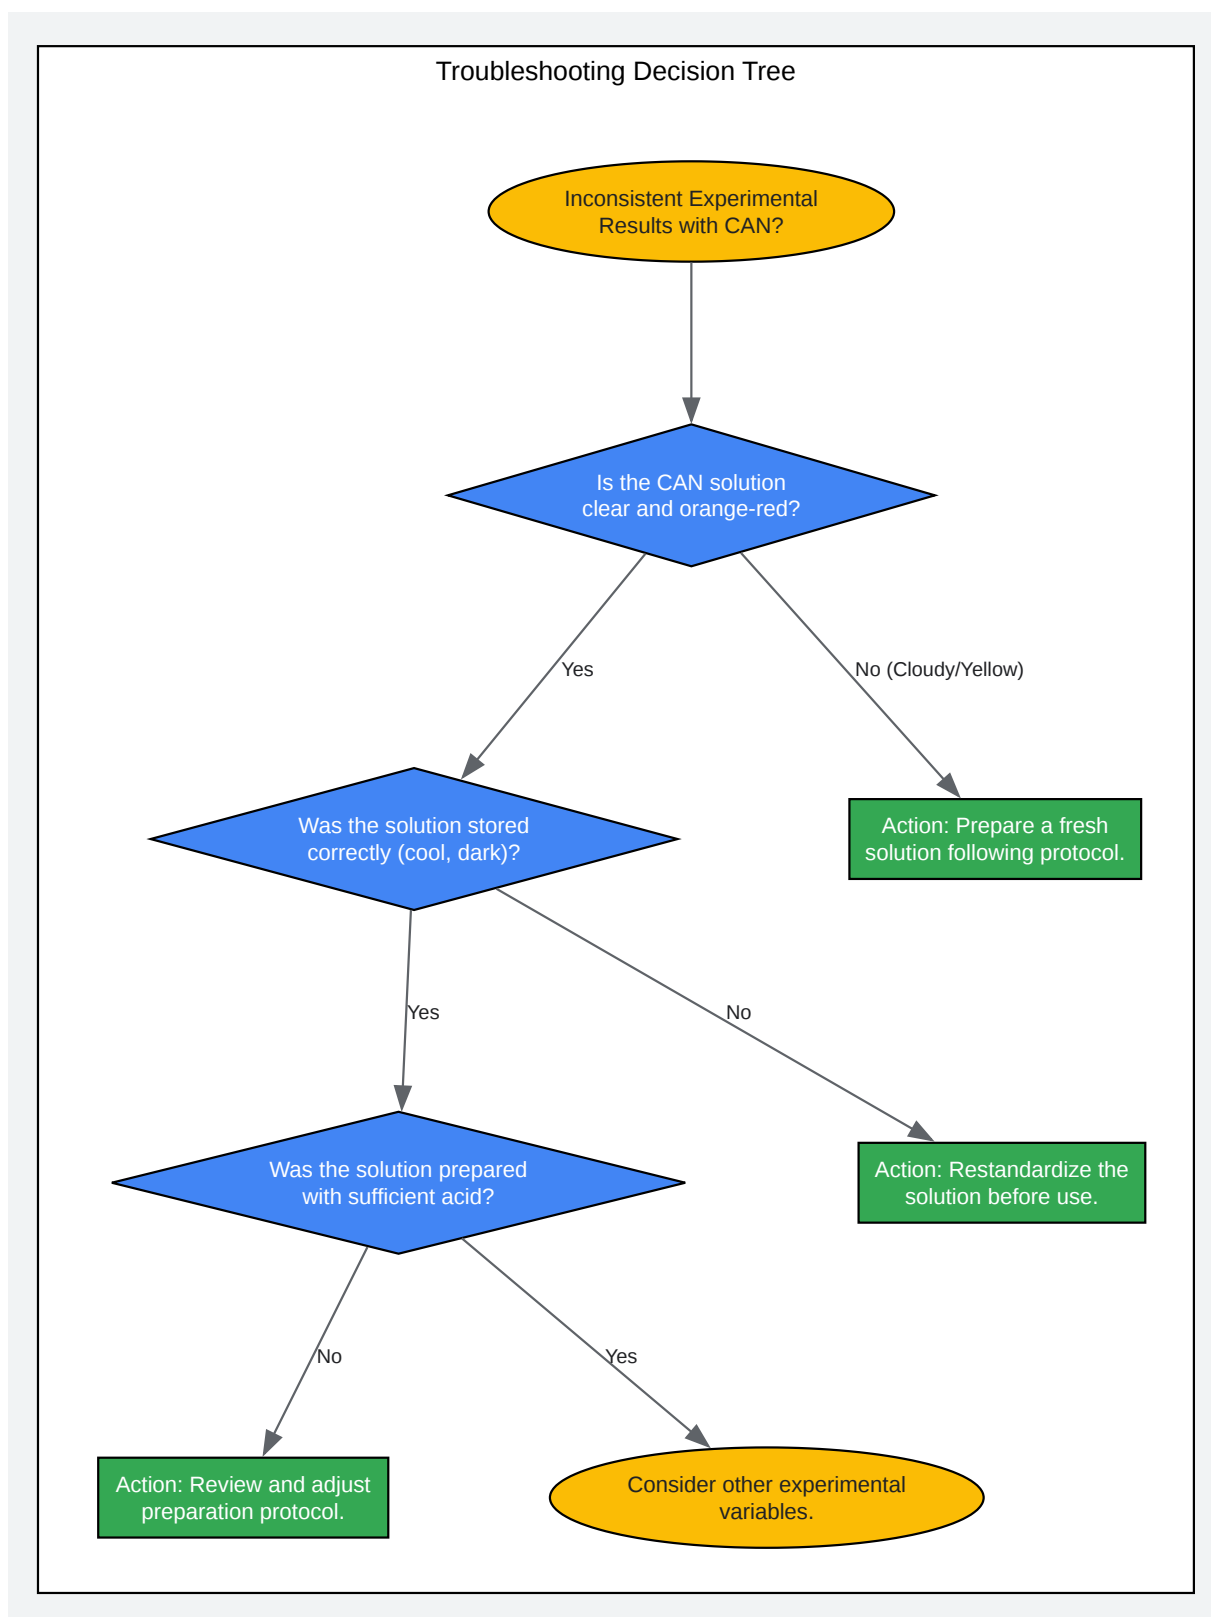 Troubleshooting Decision Tree
Inconsistent Experimental
Results with CAN?
Is the CAN solution
clear and orange-red?
Yes
No (Cloudy/Yellow)
Was the solution stored
correctly (cool, dark)?
Action: Prepare a fresh
solution following protocol.
Yes
No
Was the solution prepared
with sufficient acid?
Action: Restandardize the
solution before use.
No
Yes
Action: Review and adjust
preparation protocol.
Consider other experimental
variables.